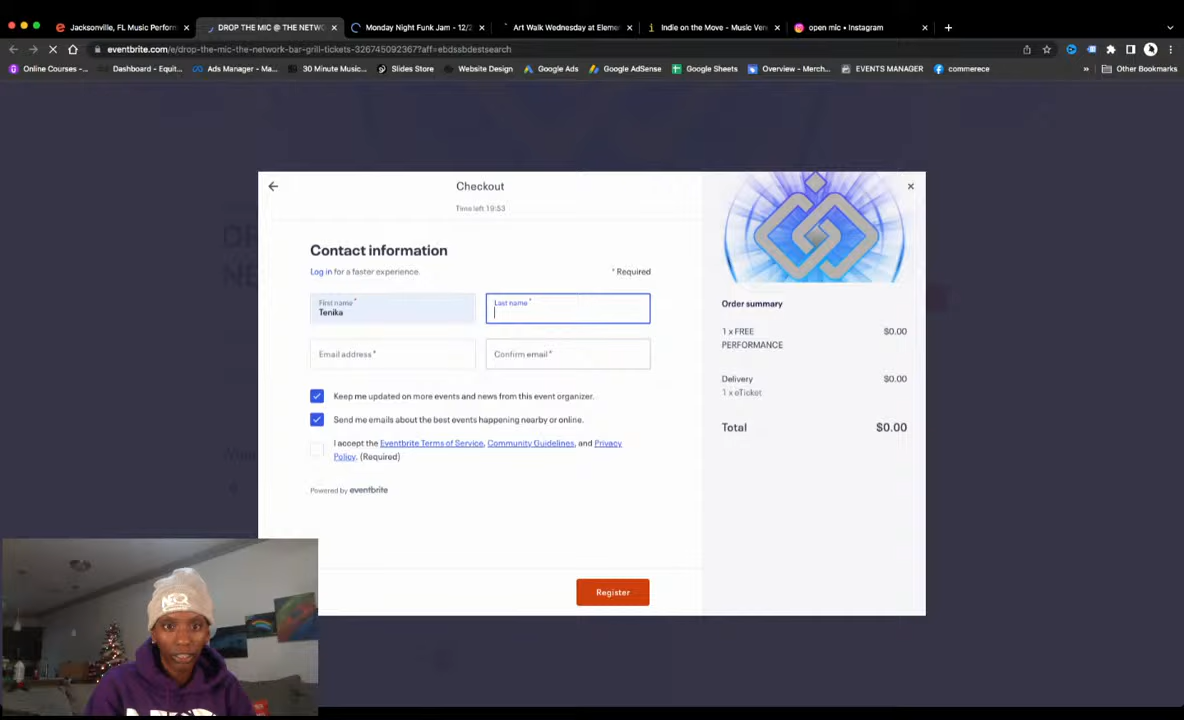 Jacksonville, FL Music Perform
DROP THE MIC @ THE NETWO
Monday Night Funk Jam - 12/2
Art Walk Wednesday at Eleme
Indie on the Move - Music Ven
open mic • Instagram
eventbrite.com/e/drop-the-mic-the-network-bar-grill-tickets-326745092367?aff=ebdssbdestsearch
Online Courses -...
Dashboard - Equit...
Ads Manager - Ma...
30 Minute Music...
Slides Store
Website Design
Google Ads
Google AdSense
Google Sheets
Overview - Merch...
EVENTS MANAGER
commerece
Other Bookmarks
Checkout
Time left 19:53
Contact information
Log in for a faster experience.
* Required
First name *
Tenika
Last name *
Email address *
Confirm email *
Keep me updated on more events and news from this event organizer.
Send me emails about the best events happening nearby or online.
I accept the Eventbrite Terms of Service, Community Guidelines, and Privacy
Policy. (Required)
Powered by eventbrite
Register
Order summary
1 x FREE
PERFORMANCE
$0.00
Delivery
$0.00
1 x eTicket
Total
$0.00